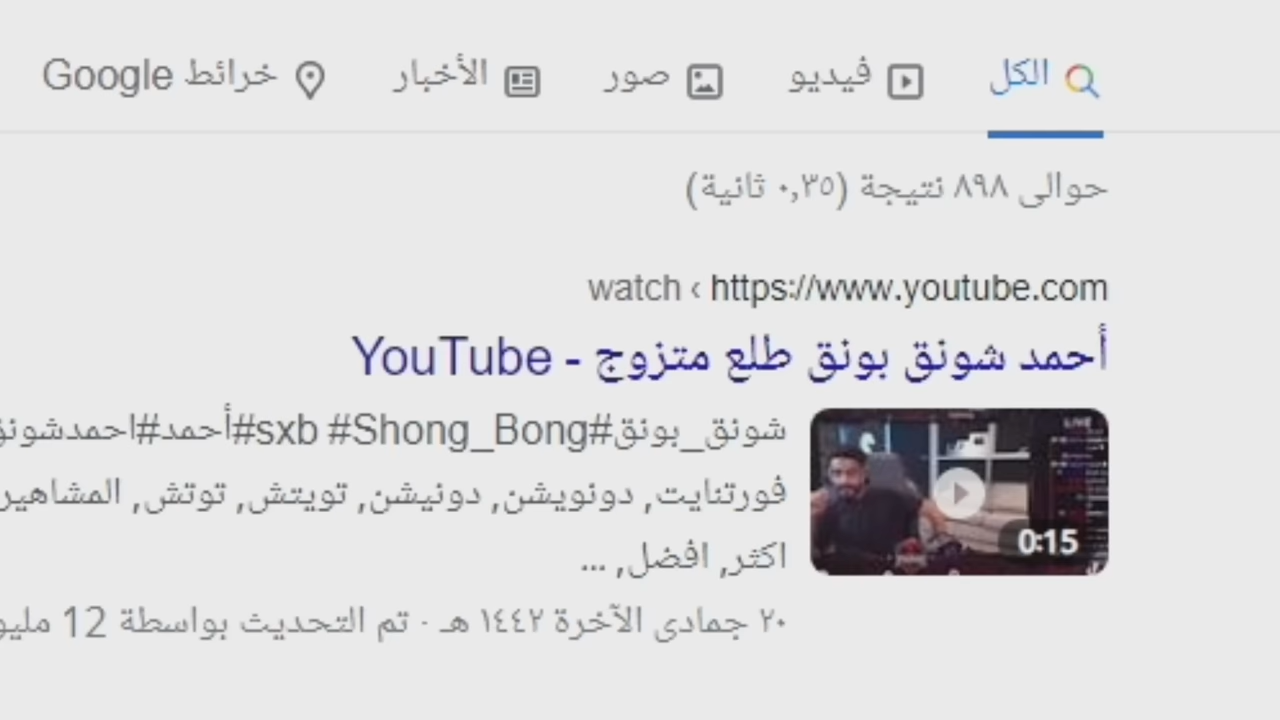 الكل فيديو صور الأخبار خرائط Google
حوالى ٨٩٨ نتيجة (٠,٣٥ ثانية)
https://www.youtube.com › watch
أحمد شونق بونق طلع متزوج - YouTube
شونق_بونق#sxb #Shong_Bong#أحمد#احمدشونق
فورتنايت, دونويشن, دونيشن, تويتش, توتش, المشاهير
اكثر, افضل, ...
٢٠ جمادى الآخرة ١٤٤٢ هـ · تم التحديث بواسطة 12
0:15
LIVE